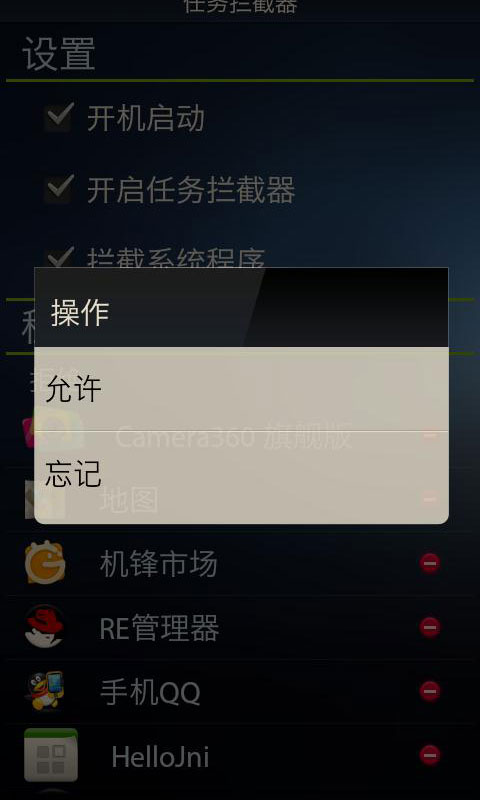 任务拦截器
设置
开机启动
开启任务拦截器
拦截系统程序
操作
允许
Camera360 旗舰版
忘记
地图
机锋市场
RE管理器
手机QQ
HelloJni